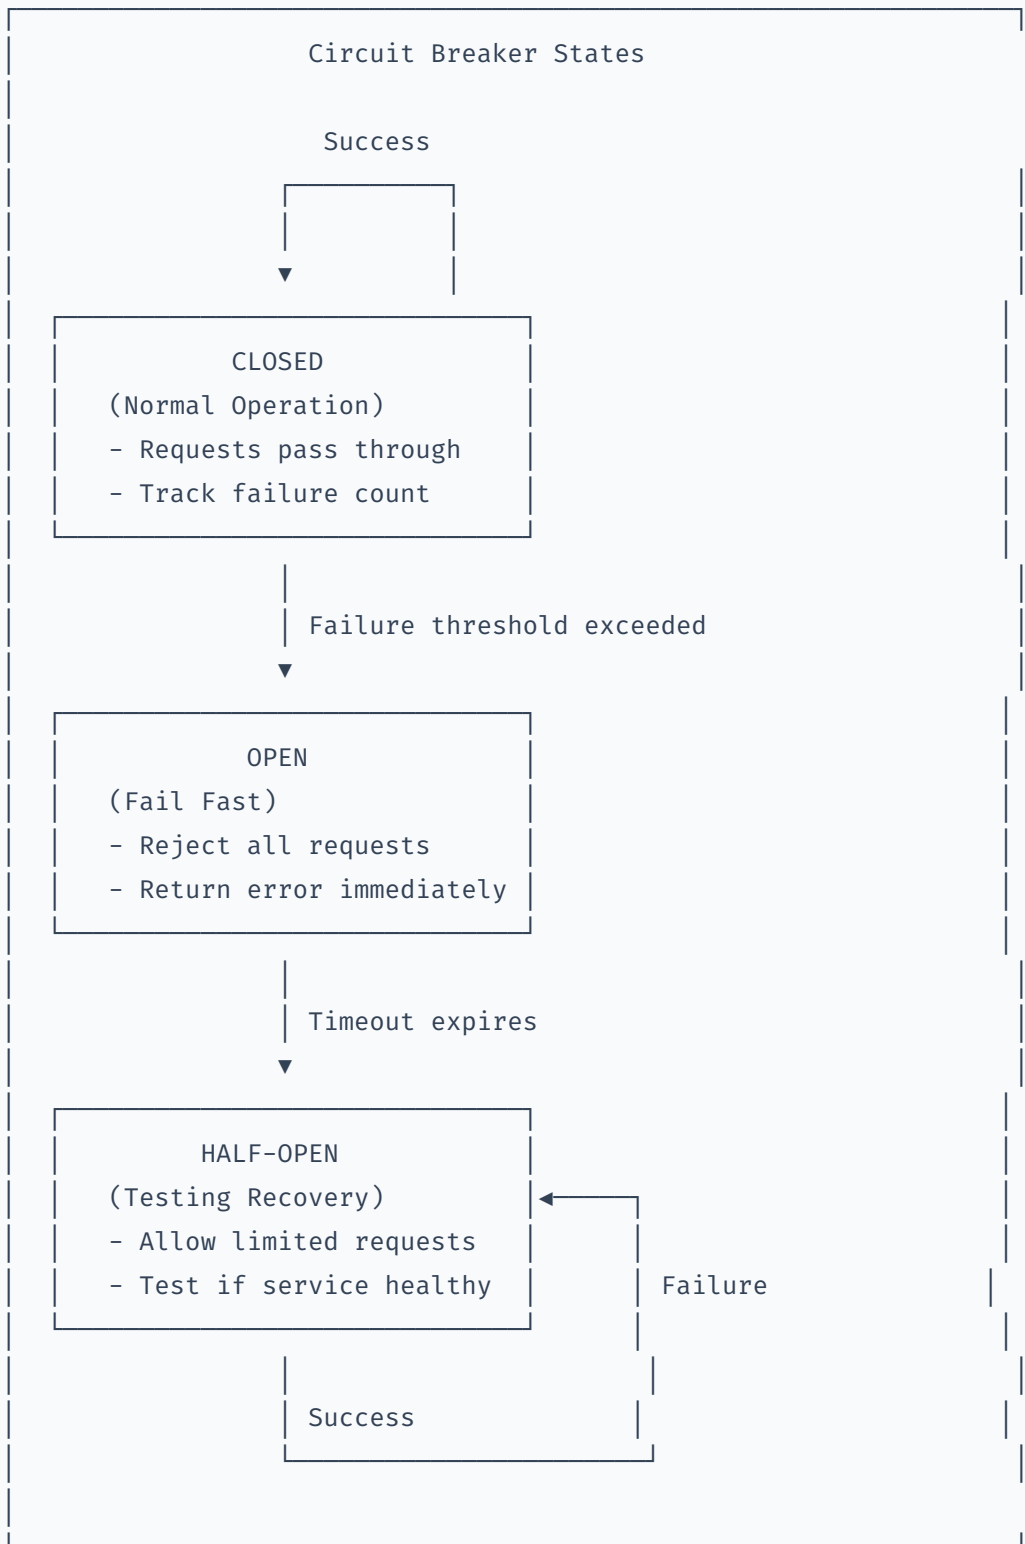 Circuit Breaker States
Success
CLOSED
(Normal Operation)
- Requests pass through
- Track failure count
Failure threshold exceeded
OPEN
(Fail Fast)
- Reject all requests
- Return error immediately
Timeout expires
HALF-OPEN
(Testing Recovery)
- Allow limited requests
- Test if service healthy
Failure
Success